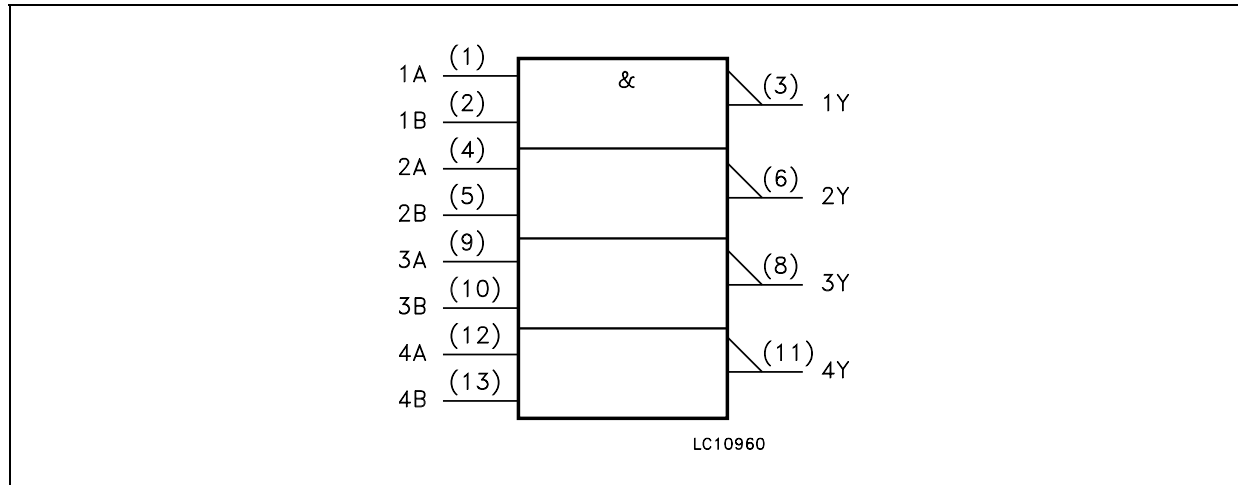 1A (1)
1B (2)
2A (4)
2B (5)
3A (9)
3B (10)
4A (12)
4B (13)
&
(3) 1Y
(6) 2Y
(8) 3Y
(11) 4Y
LC10960